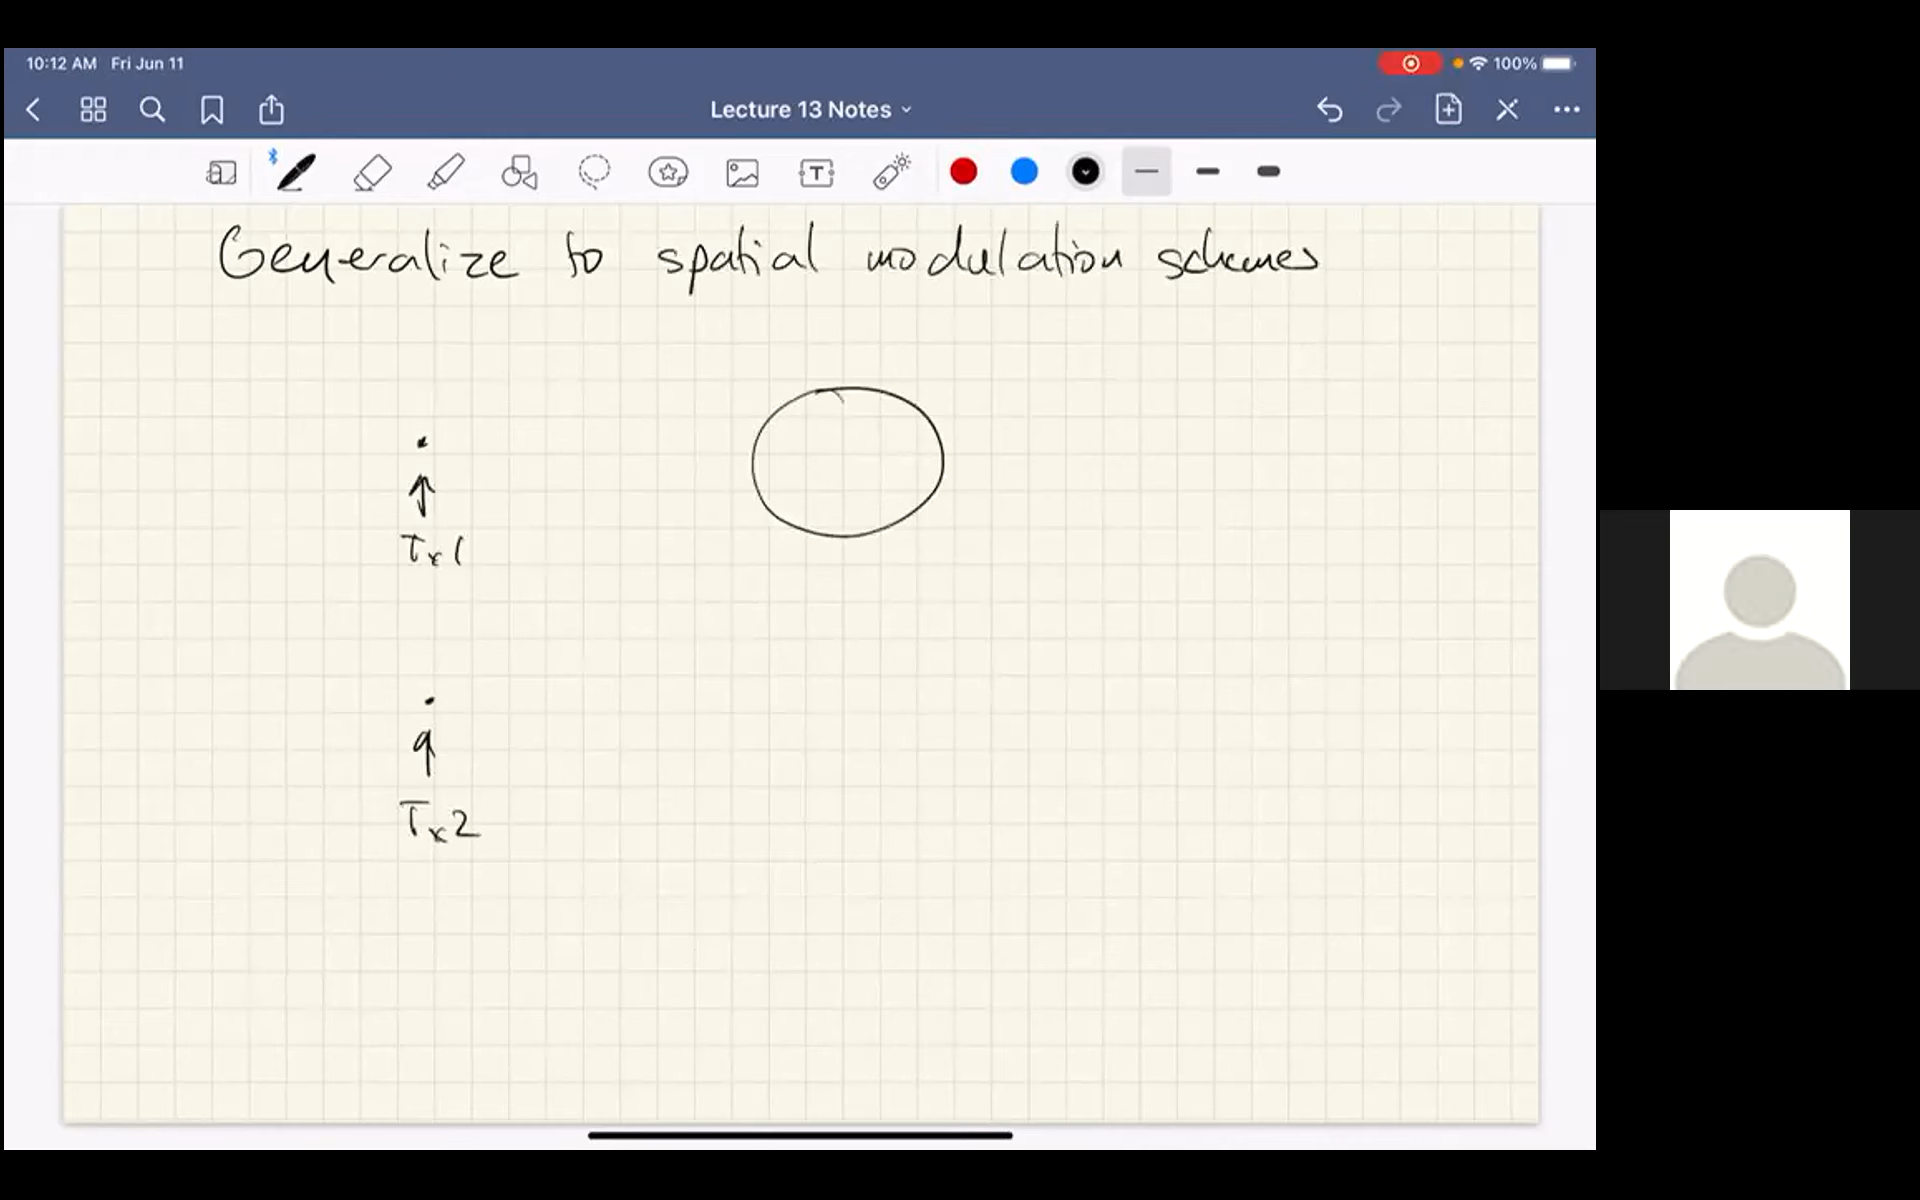 10:12 AM Fri Jun 11
100%
Lecture 13 Notes
Generalize to spatial modulation schemes
Tx1
Tx2